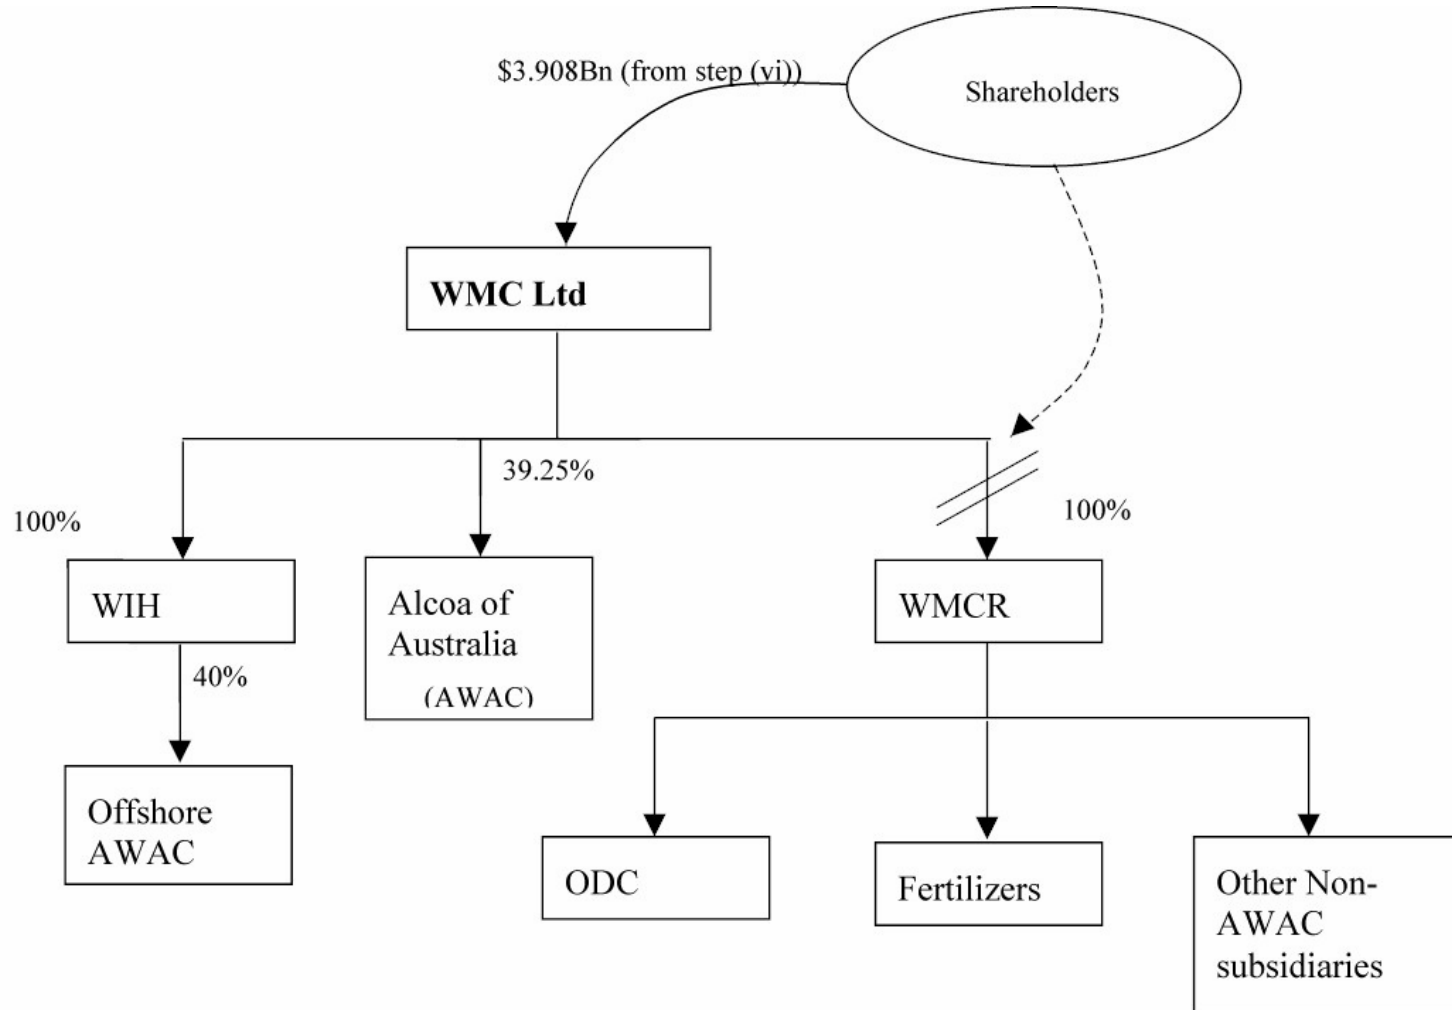 $3.908Bn (from step (vi))
Shareholders
WMC Ltd
39.25%
100%
100%
WIH
Alcoa of
Australia
(AWAC)
WMCR
40%
Offshore
AWAC
ODC
Fertilizers
Other Non-
AWAC
subsidiaries